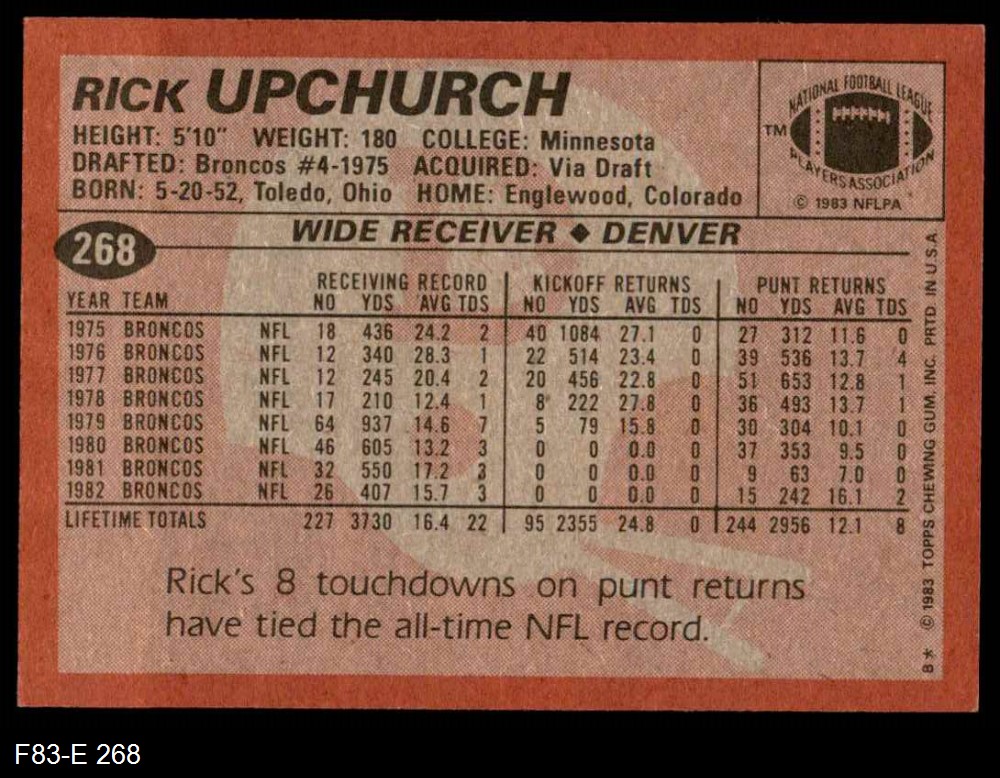 RICK UPCHURCH
HEIGHT: 5'10" WEIGHT: 180 COLLEGE: Minnesota
DRAFTED: Broncos #4-1975 ACQUIRED: Via Draft
BORN: 5-20-52, Toledo, Ohio HOME: Englewood, Colorado
NATIONAL FOOTBALL LEAGUE
TM
PLAYERS ASSOCIATION
© 1983 NFLPA
268
WIDE RECEIVER ◆ DENVER
RECEIVING RECORD KICKOFF RETURNS PUNT RETURNS
YEAR TEAM NO YDS AVG TDS NO YDS AVG TDS NO YDS AVG TDS
1975 BRONCOS NFL 18 436 24.2 2 40 1084 27.1 0 27 312 11.6 0
1976 BRONCOS NFL 12 340 28.3 1 22 514 23.4 0 39 536 13.7 4
1977 BRONCOS NFL 12 245 20.4 2 20 456 22.8 0 51 653 12.8 1
1978 BRONCOS NFL 17 210 12.4 1 8 222 27.8 0 36 493 13.7 1
1979 BRONCOS NFL 64 937 14.6 7 5 79 15.8 0 30 304 10.1 0
1980 BRONCOS NFL 46 605 13.2 3 0 0 0.0 0 37 353 9.5 0
1981 BRONCOS NFL 32 550 17.2 3 0 0 0.0 0 9 63 7.0 0
1982 BRONCOS NFL 26 407 15.7 3 0 0 0.0 0 15 242 16.1 2
LIFETIME TOTALS 227 3730 16.4 22 95 2355 24.8 0 244 2956 12.1 8
Rick's 8 touchdowns on punt returns
have tied the all-time NFL record.
B* © 1983 TOPPS CHEWING GUM, INC. PRTD. IN U.S.A
F83-E 268